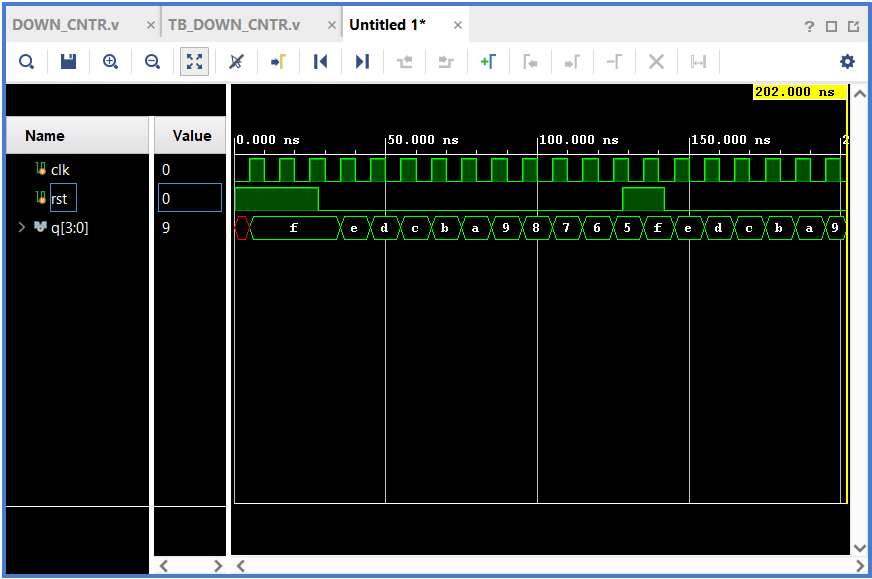 DOWN_CNTR.v × TB_DOWN_CNTR.v × Untitled 1* × ?
202.000 ns
Name Value
0.000 ns 50.000 ns 100.000 ns 150.000 ns 2
clk 0
rst 0
q[3:0] 9 f e d c b a 9 8 7 6 5 f e d c b a 9